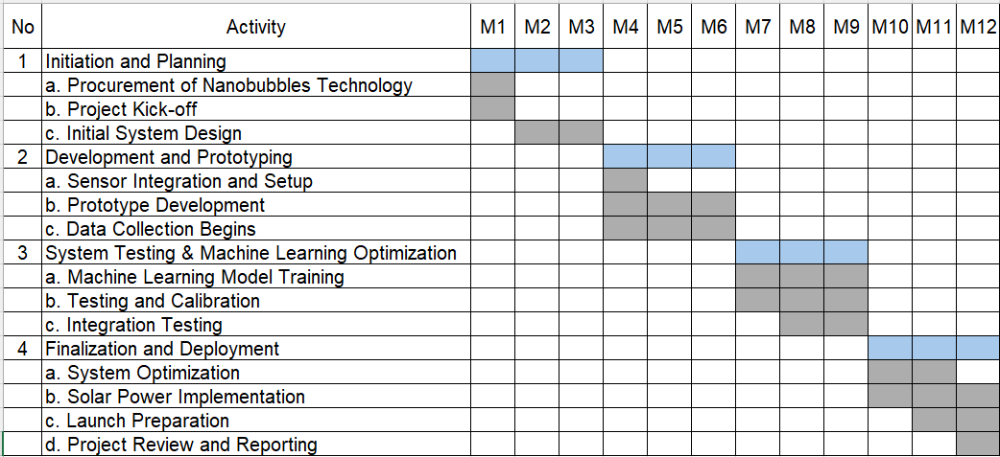 No Activity M1 M2 M3 M4 M5 M6 M7 M8 M9 M10 M11 M12
1 Initiation and Planning
a. Procurement of Nanobubbles Technology
b. Project Kick-off
c. Initial System Design
2 Development and Prototyping
a. Sensor Integration and Setup
b. Prototype Development
c. Data Collection Begins
3 System Testing & Machine Learning Optimization
a. Machine Learning Model Training
b. Testing and Calibration
c. Integration Testing
4 Finalization and Deployment
a. System Optimization
b. Solar Power Implementation
c. Launch Preparation
d. Project Review and Reporting